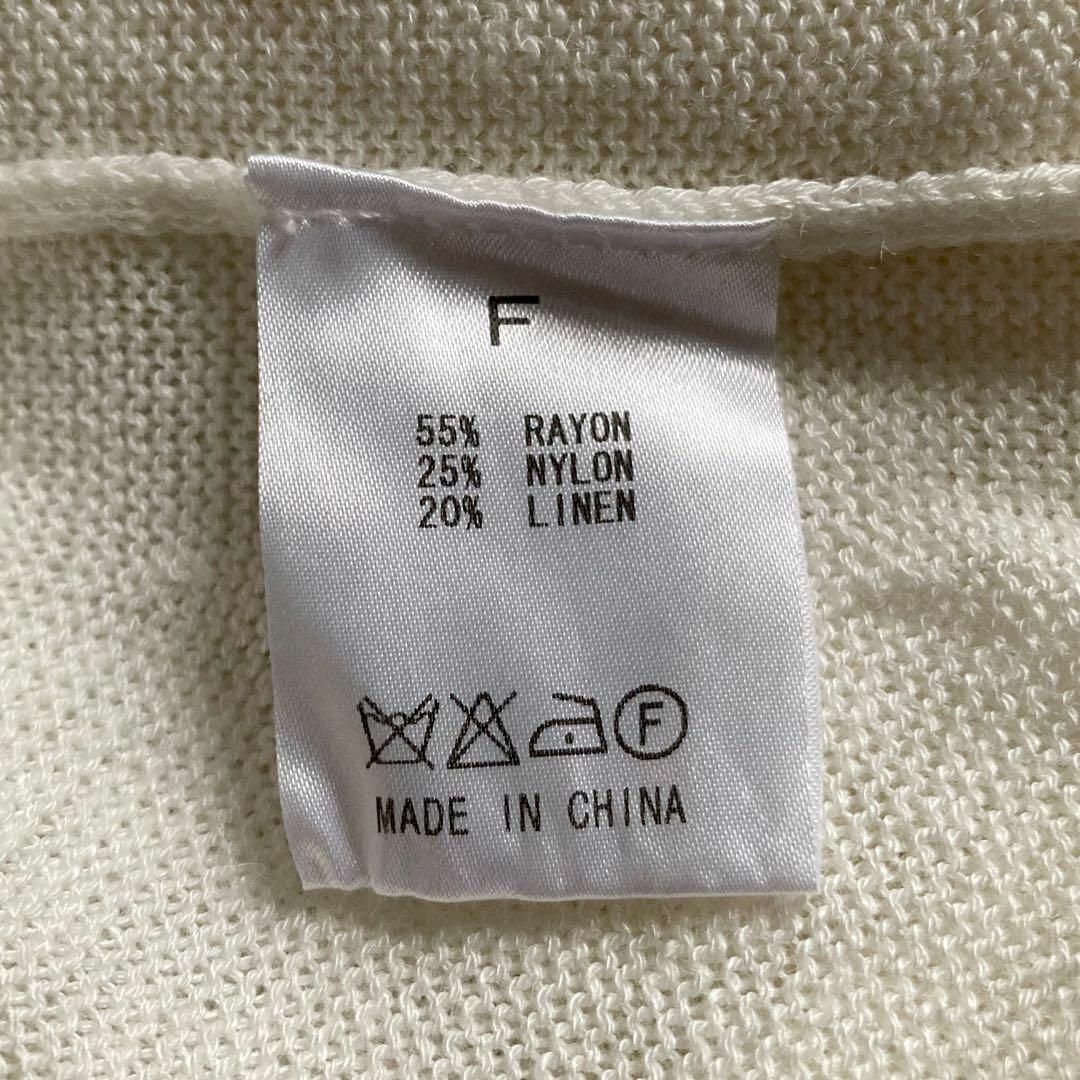 F
55% RAYON
25% NYLON
20% LINEN
F
MADE IN CHINA